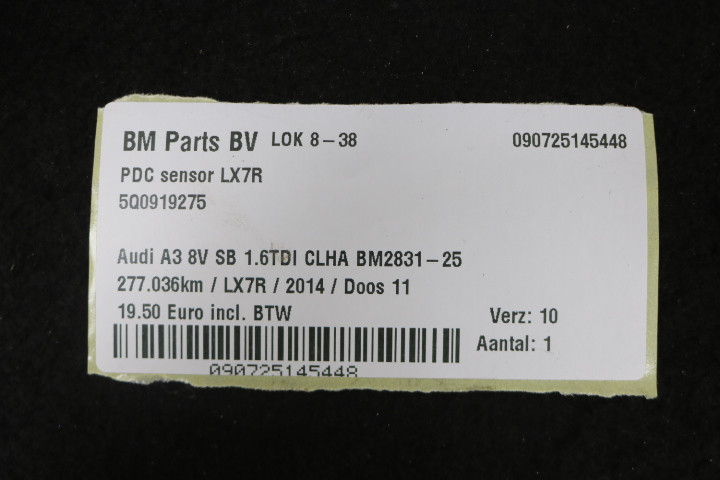 BM Parts BV LOK 8-38 090725145448
PDC sensor LX7R
5Q0919275
Audi A3 8V SB 1.6TDI CLHA BM2831-25
277.036km / LX7R / 2014 / Doos 11
19.50 Euro incl. BTW Verz: 10
Aantal: 1
090725145448